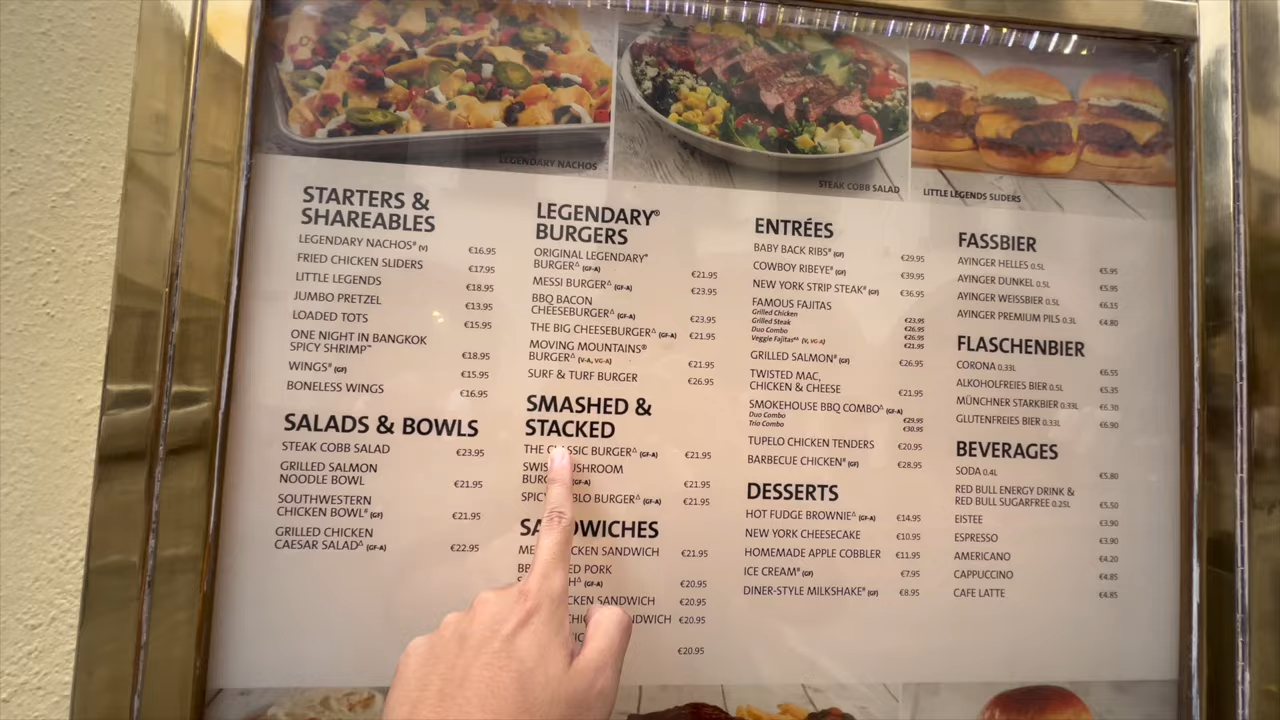 LEGENDARY NACHOS
STEAK COBB SALAD
LITTLE LEGENDS SLIDERS
STARTERS &
SHAREABLES
LEGENDARY NACHOS® (V) €16.95
FRIED CHICKEN SLIDERS €17.95
LITTLE LEGENDS €18.95
JUMBO PRETZEL €13.95
LOADED TOTS €15.95
ONE NIGHT IN BANGKOK
SPICY SHRIMP™ €18.95
WINGS® (GF) €15.95
BONELESS WINGS €16.95
SALADS & BOWLS
STEAK COBB SALAD €23.95
GRILLED SALMON
NOODLE BOWL €21.95
SOUTHWESTERN
CHICKEN BOWL® (GF) €21.95
GRILLED CHICKEN
CAESAR SALAD∆ (GF-A) €22.95
LEGENDARY®
BURGERS
ORIGINAL LEGENDARY®
BURGER∆ (GF-A) €21.95
MESSI BURGER∆ (GF-A) €23.95
BBQ BACON
CHEESEBURGER∆ (GF-A) €23.95
THE BIG CHEESEBURGER∆ (GF-A) €21.95
MOVING MOUNTAINS®
BURGER∆ (V-A, VG-A) €21.95
SURF & TURF BURGER €26.95
SMASHED &
STACKED
THE BURGER∆ (GF-A) €21.95
€21.95
BURGER∆ (GF-A) €21.95
€21.95
SANDWICH €20.95
SANDWICH €20.95
SANDWICH €20.95
€20.95
ENTRÉES
BABY BACK RIBS® (GF) €29.95
COWBOY RIBEYE® (GF) €39.95
NEW YORK STRIP STEAK® (GF) €36.95
FAMOUS FAJITAS
Grilled Chicken €23.95
Grilled Steak €26.95
Duo Combo €26.95
Veggie Fajitas (V, VG-A) €21.95
GRILLED SALMON® (GF) €26.95
TWISTED MAC,
CHICKEN & CHEESE €21.95
SMOKEHOUSE BBQ COMBO∆ (GF-A)
Duo Combo €29.95
Trio Combo €30.95
TUPELO CHICKEN TENDERS €20.95
BARBECUE CHICKEN® (GF) €28.95
DESSERTS
HOT FUDGE BROWNIE∆ (GF-A) €14.95
NEW YORK CHEESECAKE €10.95
HOMEMADE APPLE COBBLER €11.95
ICE CREAM® (GF) €7.95
DINER-STYLE MILKSHAKE® (GF) €8.95
FASSBIER
AYINGER HELLES 0.5L €5.95
AYINGER DUNKEL 0.5L €5.95
AYINGER WEISSBIER 0.5L €6.15
AYINGER PREMIUM PILS 0.3L €4.80
FLASCHENBIER
CORONA 0.33L €6.55
ALKOHOLFREIES BIER 0.5L €5.35
MÜNCHNER STARKBIER 0.33L €6.30
GLUTENFREIES BIER 0.33L €6.90
BEVERAGES
SODA 0.4L €5.80
RED BULL ENERGY DRINK &
RED BULL SUGARFREE 0.25L €5.50
EISTEE €3.90
ESPRESSO €3.90
AMERICANO €4.20
CAPPUCCINO €4.85
CAFE LATTE €4.85